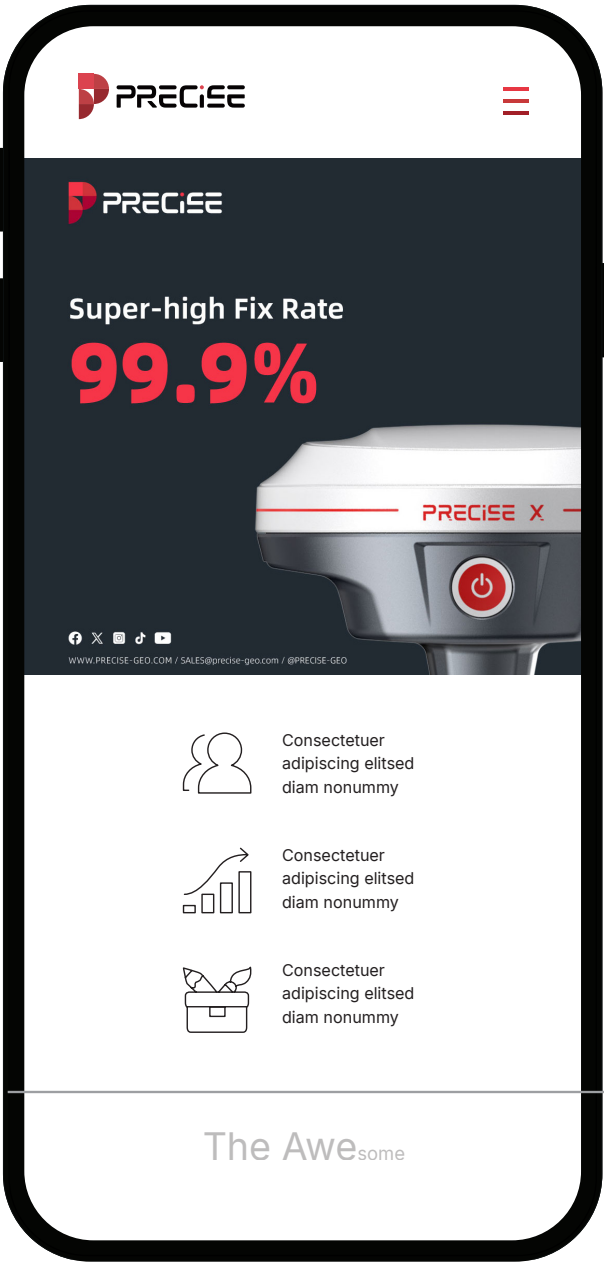 PRECiSE
PRECiSE
Super-high Fix Rate
99.9%
PRECiSE X
WWW.PRECISE-GEO.COM / SALES@precise-geo.com / @PRECISE-GEO
Consectetuer
adipiscing elitsed
diam nonummy
Consectetuer
adipiscing elitsed
diam nonummy
Consectetuer
adipiscing elitsed
diam nonummy
The Awesome